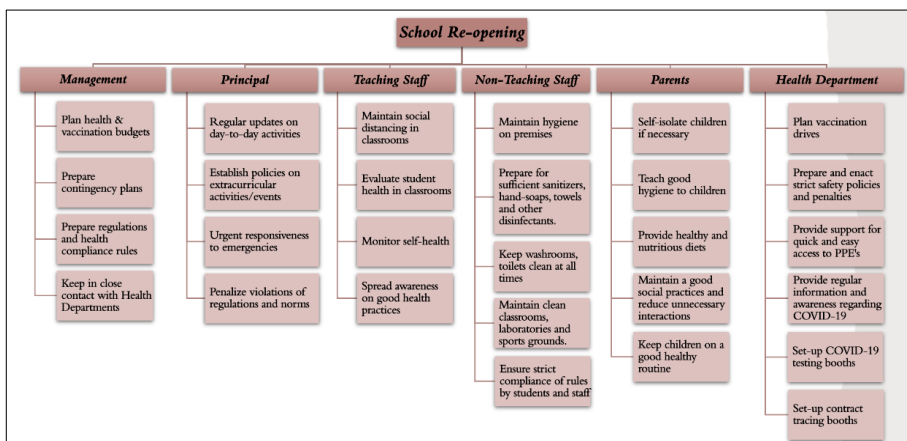 School Re-opening
Management
Plan health &
vaccination budgets
Prepare
contingency plans
Prepare regulations
and health
compliance rules
Keep in close
contact with Health
Departments
Principal
Regular updates on
day-to-day activities
Establish policies on
extracurricular
activities/events
Urgent responsiveness
to emergencies
Penalize violations of
regulations and norms
Teaching Staff
Maintain social
distancing in
classrooms
Evaluate student
health in classrooms
Monitor self-health
Spread awareness
on good health
practices
Non-Teaching Staff
Maintain hygiene
on premises
Prepare for
sufficient sanitizers,
hand-soaps, towels
and other
disinfectants.
Keep washrooms,
toilets clean at all
times
Maintain clean
classrooms,
laboratories and
sports grounds.
Ensure strict
compliance of rules
by students and staff
Parents
Self-isolate children
if necessary
Teach good
hygiene to children
Provide healthy and
nutritious diets
Maintain a good
social practices and
reduce unnecessary
interactions
Keep children on a
good healthy
routine
Health Department
Plan vaccination
drives
Prepare and enact
strict safety policies
and penalties
Provide support for
quick and easy
access to PPE's
Provide regular
information and
awareness regarding
COVID-19
Set-up COVID-19
testing booths
Set-up contract
tracing booths